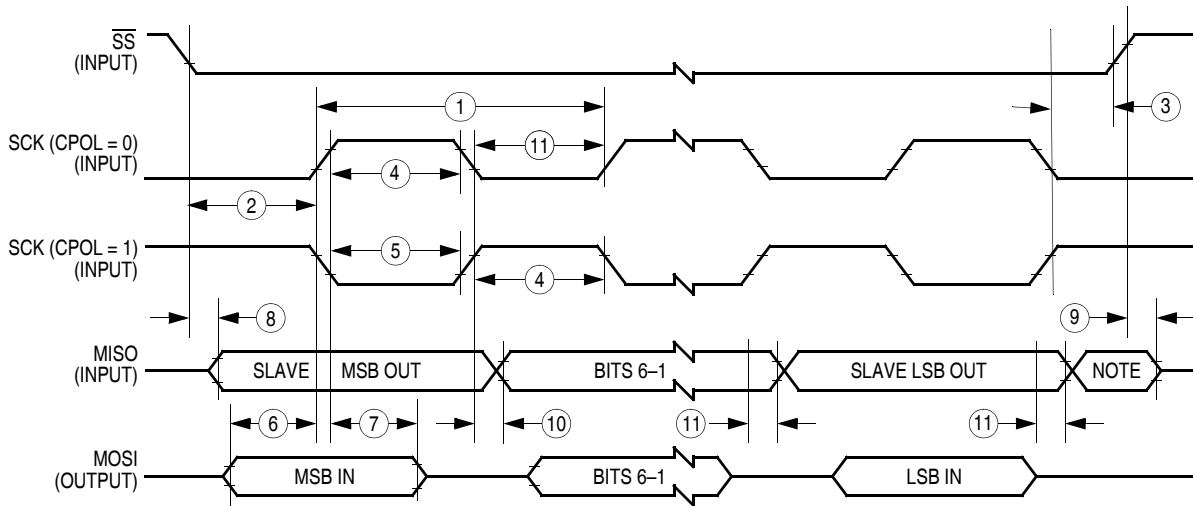 SS
(INPUT)
1
3
SCK (CPOL = 0)
(INPUT)
11
4
2
SCK (CPOL = 1)
(INPUT)
5
4
8
9
MISO
(INPUT)
SLAVE MSB OUT
BITS 6–1
SLAVE LSB OUT
NOTE
6
7
10
11
11
MOSI
(OUTPUT)
MSB IN
BITS 6–1
LSB IN